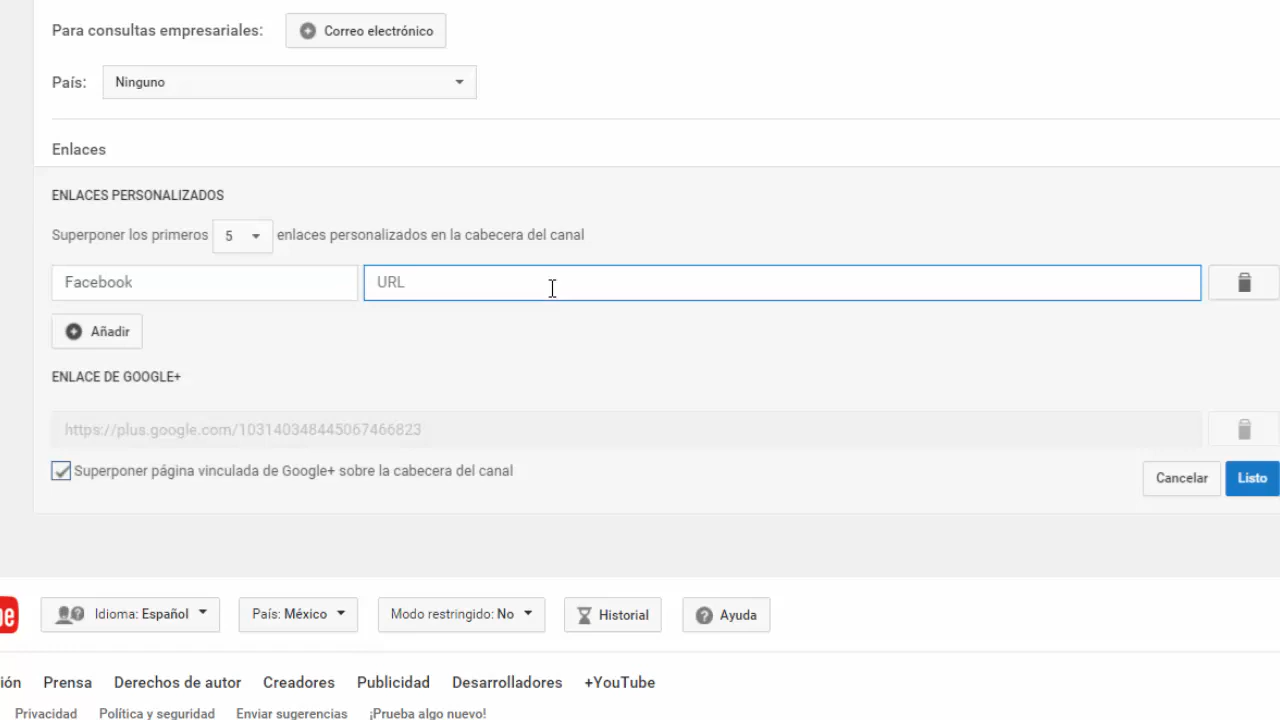 Para consultas empresariales: Correo electrónico
País: Ninguno
Enlaces
ENLACES PERSONALIZADOS
Superponer los primeros 5 enlaces personalizados en la cabecera del canal
Facebook URL
Añadir
ENLACE DE GOOGLE+
https://plus.google.com/103140348445067466823
Superponer página vinculada de Google+ sobre la cabecera del canal
Cancelar Listo
be Idioma: Español País: México Modo restringido: No Historial Ayuda
ión Prensa Derechos de autor Creadores Publicidad Desarrolladores +YouTube
Privacidad Política y seguridad Enviar sugerencias ¡Prueba algo nuevo!